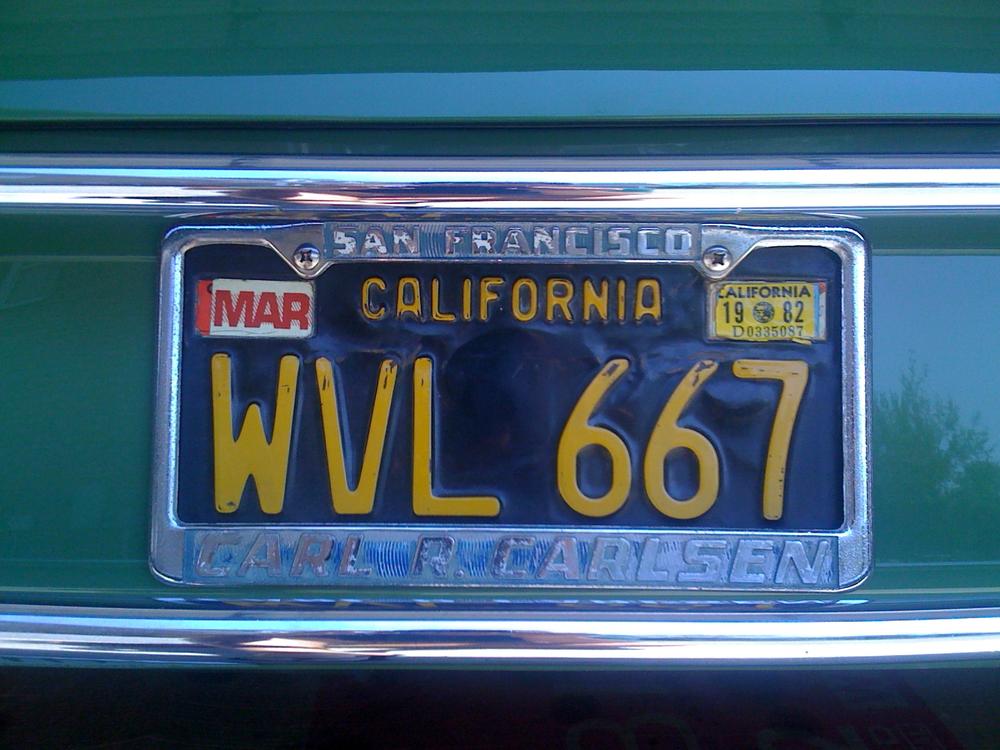 SAN FRANCISCO
MAR
CALIFORNIA
CALIFORNIA
19 82
D0335087
WVL 667
CARL R. CARLSEN